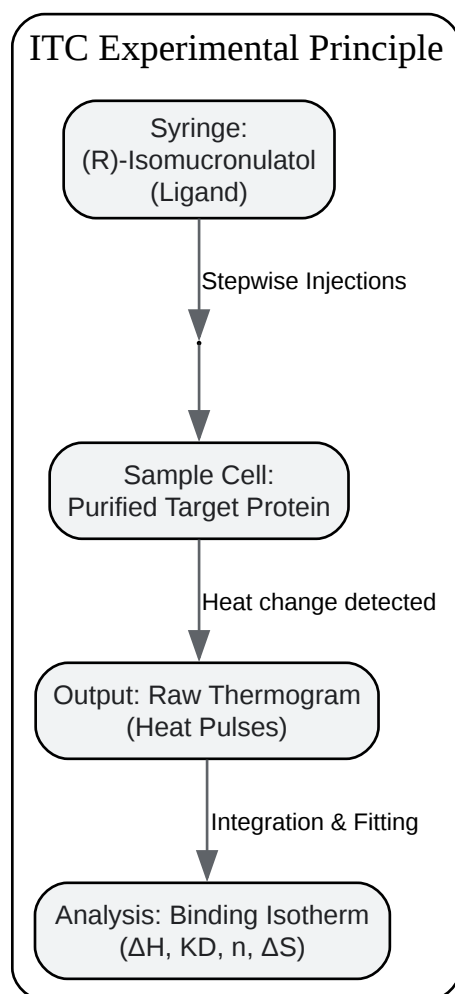 ITC Experimental Principle
Syringe:
(R)-Isomucronulatol
(Ligand)
Stepwise Injections
Sample Cell:
Purified Target Protein
Heat change detected
Output: Raw Thermogram
(Heat Pulses)
Integration & Fitting
Analysis: Binding Isotherm
(ΔH, KD, n, ΔS)